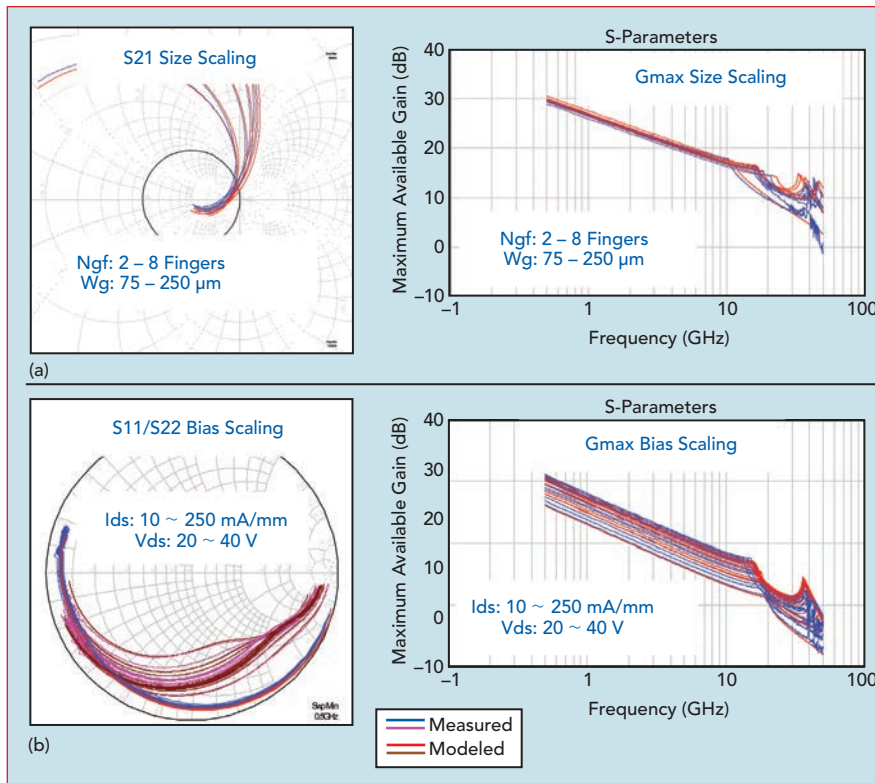 S21 Size Scaling
Ngf: 2 – 8 Fingers
Wg: 75 – 250 µm
(a)
S-Parameters
Gmax Size Scaling
Maximum Available Gain (dB)
40
30
20
10
0
–10
Ngf: 2 – 8 Fingers
Wg: 75 – 250 µm
–1
1
10
100
Frequency (GHz)
S11/S22 Bias Scaling
Ids: 10 ~ 250 mA/mm
Vds: 20 ~ 40 V
(b)
S-Parameters
Gmax Bias Scaling
Maximum Available Gain (dB)
40
30
20
10
0
–10
Ids: 10 ~ 250 mA/mm
Vds: 20 ~ 40 V
–1
1
10
100
Frequency (GHz)
Measured
Modeled